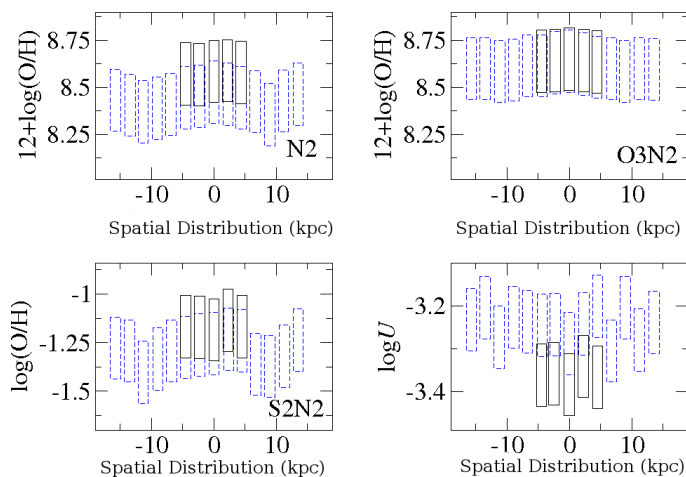 12+log(O/H)
8.75
8.5
8.25
N2
-10
0
10
Spatial Distribution (kpc)
12+log(O/H)
8.75
8.5
8.25
O3N2
-10
0
10
Spatial Distribution (kpc)
log(O/H)
-1
-1.25
-1.5
S2N2
-10
0
10
Spatial Distribution (kpc)
logU
-3.2
-3.4
-10
0
10
Spatial Distribution (kpc)